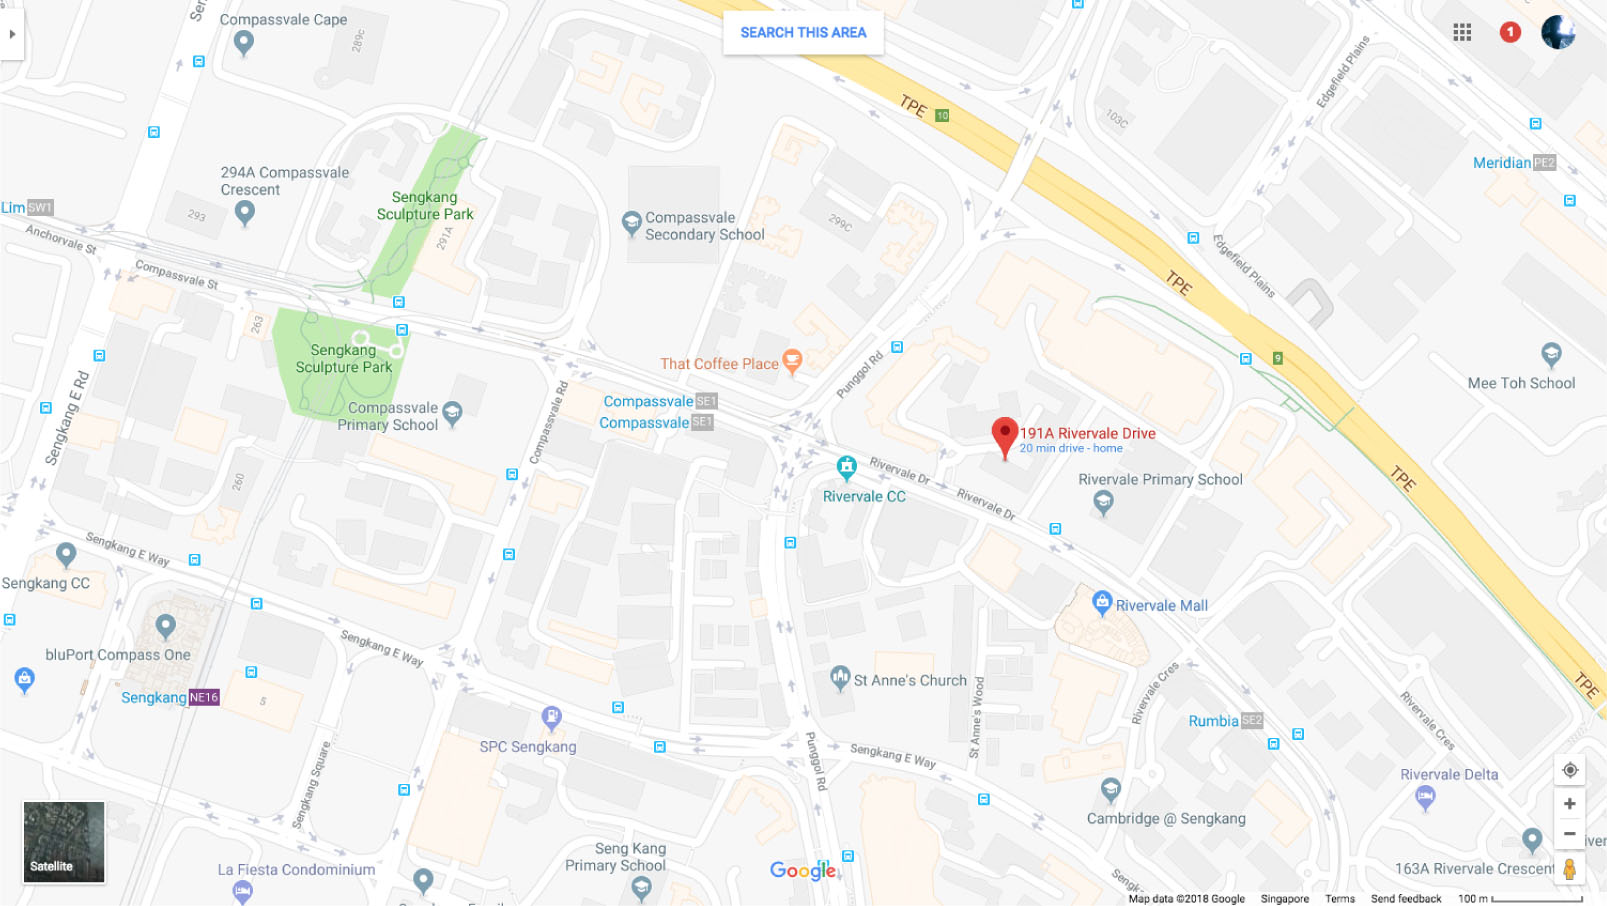 Compassvale Cape
289c
SEARCH THIS AREA
1
TPE 10
Edgefield Plains
103C
Meridian PE2
294A Compassvale
Crescent
293
Sengkang
Sculpture Park
291A
Lim SW1
Anchorvale St
Compassvale St
Compassvale
Secondary School
299C
Edgefield Plains
TPE
263
Sengkang
Sculpture Park
That Coffee Place
Punggol Rd
9
Mee Toh School
Sengkang E Rd
Compassvale
Primary School
Compassvale Rd
Compassvale SE1
Compassvale SE1
191A Rivervale Drive
20 min drive - home
Rivervale Dr
Rivervale Dr
Rivervale CC
Rivervale Primary School
TPE
260
Sengkang E Way
Sengkang CC
Rivervale Mall
bluPort Compass One
Sengkang E Way
Sengkang NE16
5
St Anne's Church
St Anne's Wood
Rivervale Cres
Rumbia SE2
Rivervale Cres
TPE
SPC Sengkang
Punggol Rd
Sengkang E Way
Sengkang Square
Rivervale Delta
Cambridge @ Sengkang
Satellite
La Fiesta Condominium
Seng Kang
Primary School
Google
163A Rivervale Crescent
Map data ©2018 Google Singapore Terms Send feedback 100 m